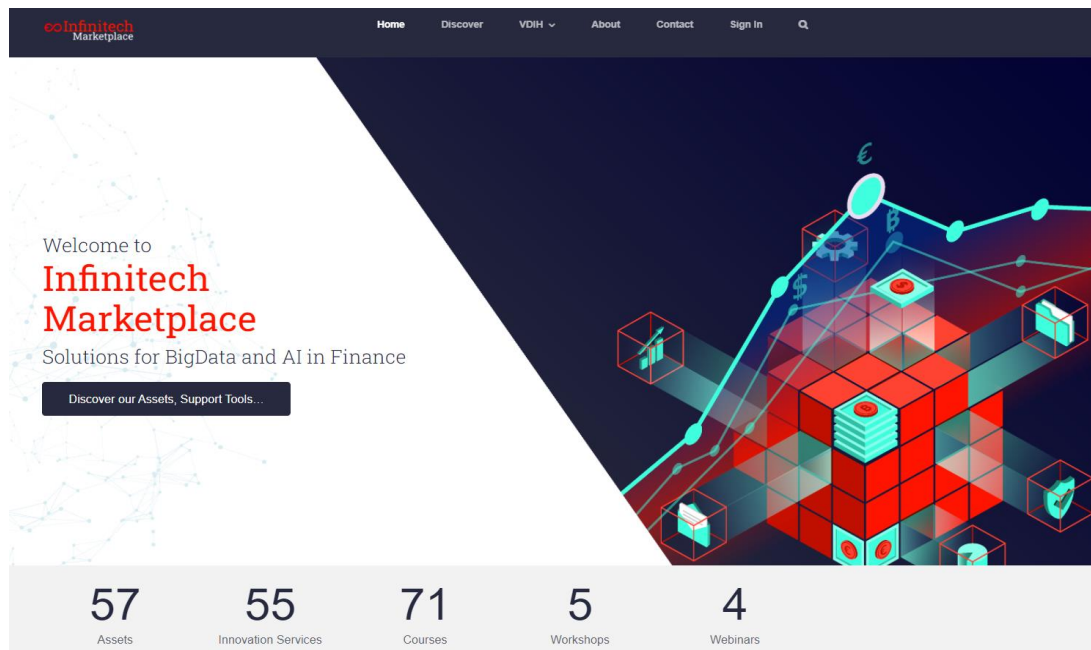 ∞Infinitech
Marketplace
Home Discover VDIH About Contact Sign In
Welcome to
Infinitech
Marketplace
Solutions for BigData and AI in Finance
Discover our Assets, Support Tools...
€
₿
$
57 55 71 5 4
Assets Innovation Services Courses Workshops Webinars